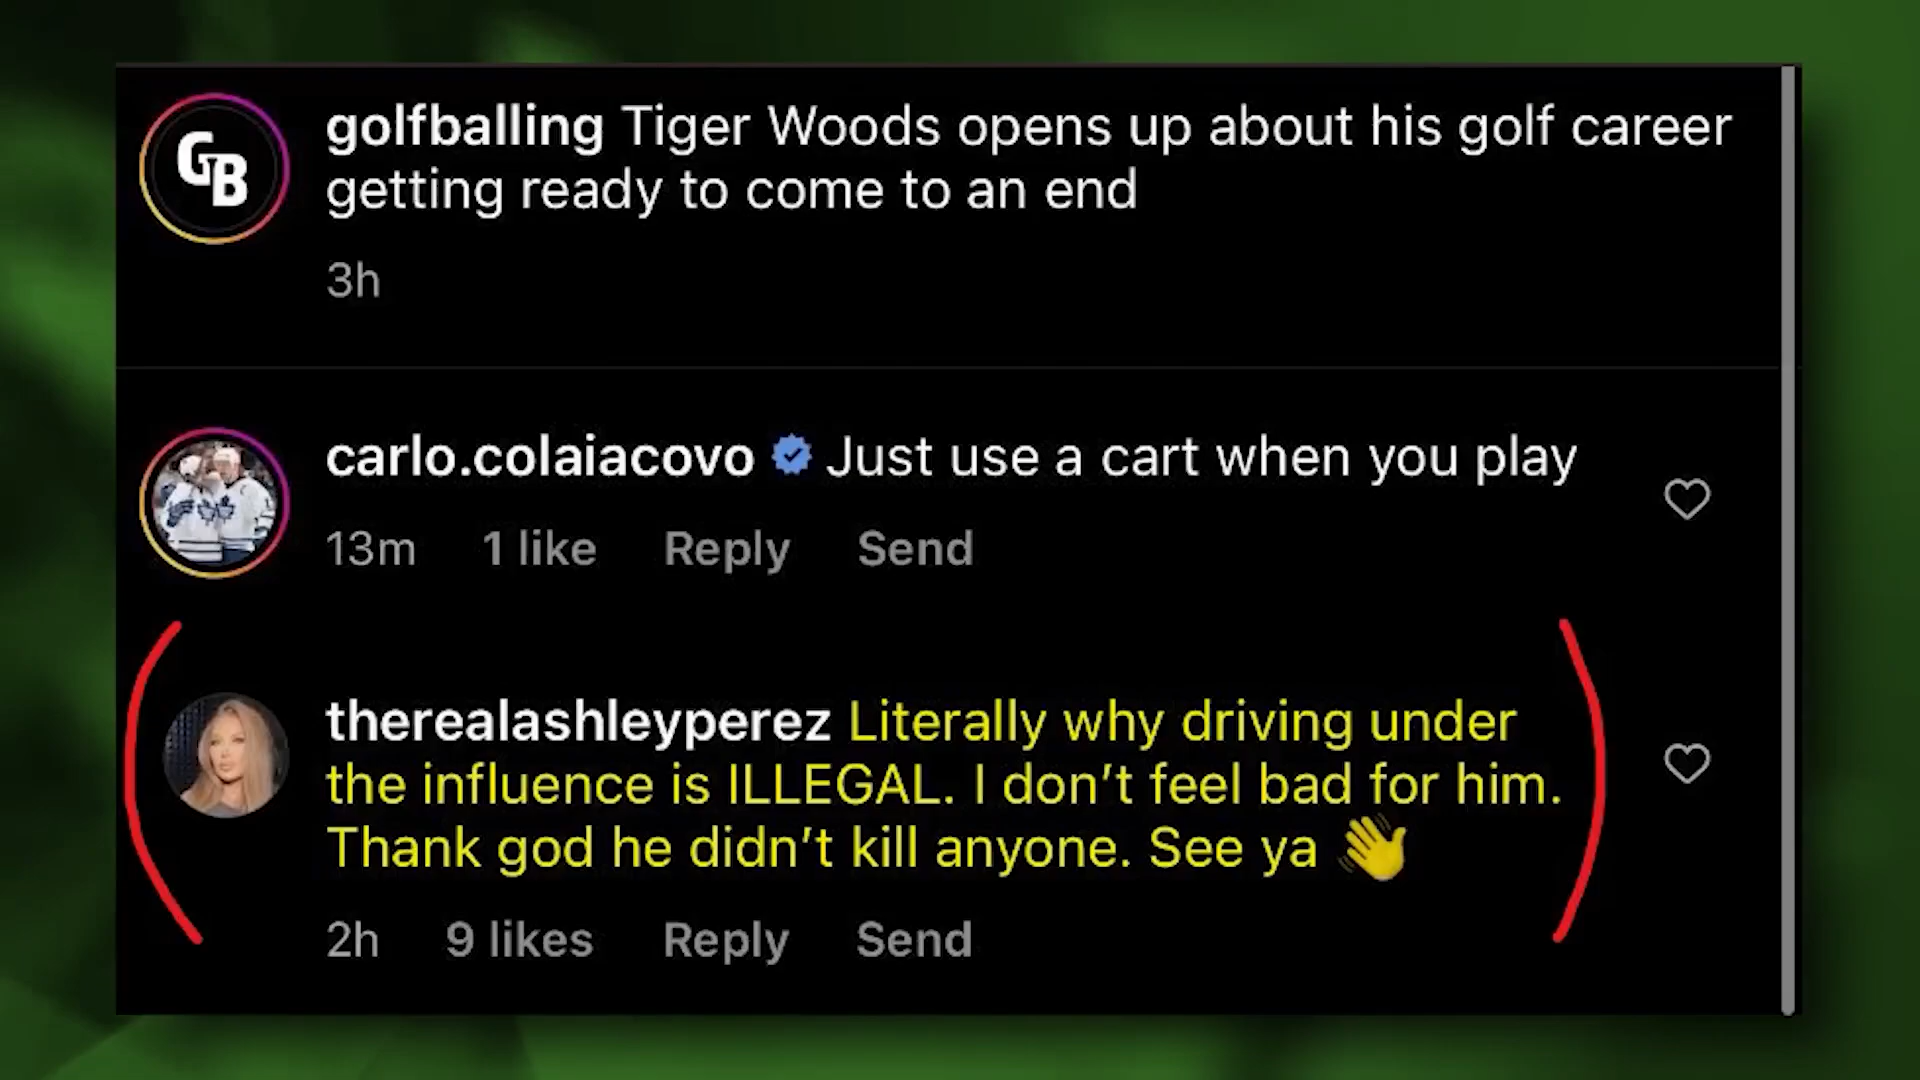 GB
golfballing Tiger Woods opens up about his golf career
getting ready to come to an end
3h
carlo.colaiacovo Just use a cart when you play
13m 1 like Reply Send
therealashleyperez Literally why driving under
the influence is ILLEGAL. I don't feel bad for him.
Thank god he didn't kill anyone. See ya 👋
2h 9 likes Reply Send